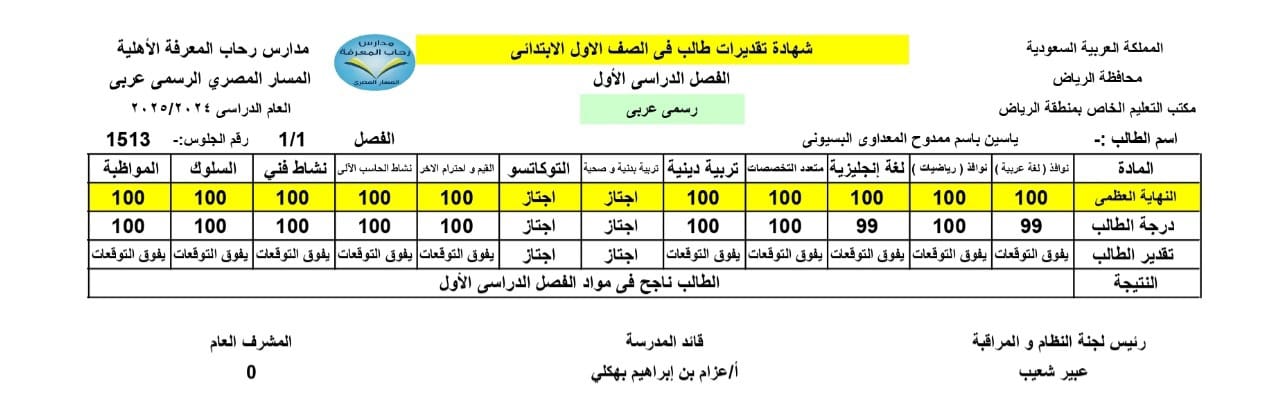 المملكة العربية السعودية
شهادة تقديرات طالب فى الصف الاول الابتدائى
مدارس رحاب المعرفة الأهلية
مدارس
رحاب المعرفة
المسار المصري
محافظة الرياض
الفصل الدراسى الأول
المسار المصري الرسمى عربى
مكتب التعليم الخاص بمنطقة الرياض
رسمى عربى
العام الدراسى ٢٠٢٥/٢٠٢٤
اسم الطالب :- ياسين باسم ممدوح المعداوى البسيونى الفصل 1/1 رقم الجلوس:- 1513
المادة نوافذ ( لغة عربية ) نوافذ ( رياضيات ) لغة إنجليزية متعدد التخصصات تربية دينية تربية بدنية و صحية التوكاتسو القيم و احترام الاخر نشاط الحاسب الألى نشاط فني السلوك المواظبة
النهاية العظمى 100 100 100 100 100 اجتاز اجتاز 100 100 100 100 100
درجة الطالب 99 100 99 100 100 اجتاز اجتاز 100 100 100 100 100
تقدير الطالب يفوق التوقعات يفوق التوقعات يفوق التوقعات يفوق التوقعات يفوق التوقعات اجتاز اجتاز يفوق التوقعات يفوق التوقعات يفوق التوقعات يفوق التوقعات يفوق التوقعات
النتيجة الطالب ناجح فى مواد الفصل الدراسى الأول
رئيس لجنة النظام و المراقبة قائد المدرسة المشرف العام
عبير شعيب أ/عزام بن إبراهيم بهكلي 0